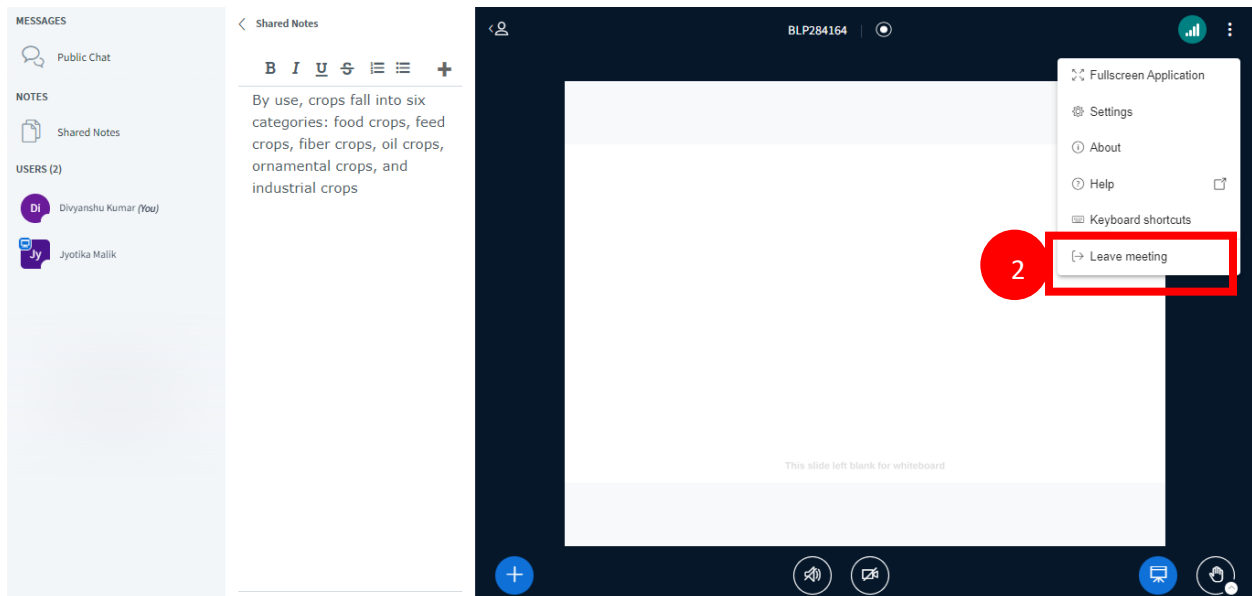 MESSAGES
Public Chat
NOTES
Shared Notes
USERS (2)
Di
Divyanshu Kumar (You)
Jy
Jyotika Malik
Shared Notes
B I U S
By use, crops fall into six
categories: food crops, feed
crops, fiber crops, oil crops,
ornamental crops, and
industrial crops
BLP284164
Fullscreen Application
Settings
About
Help
Keyboard shortcuts
Leave meeting
2
This slide left blank for whiteboard